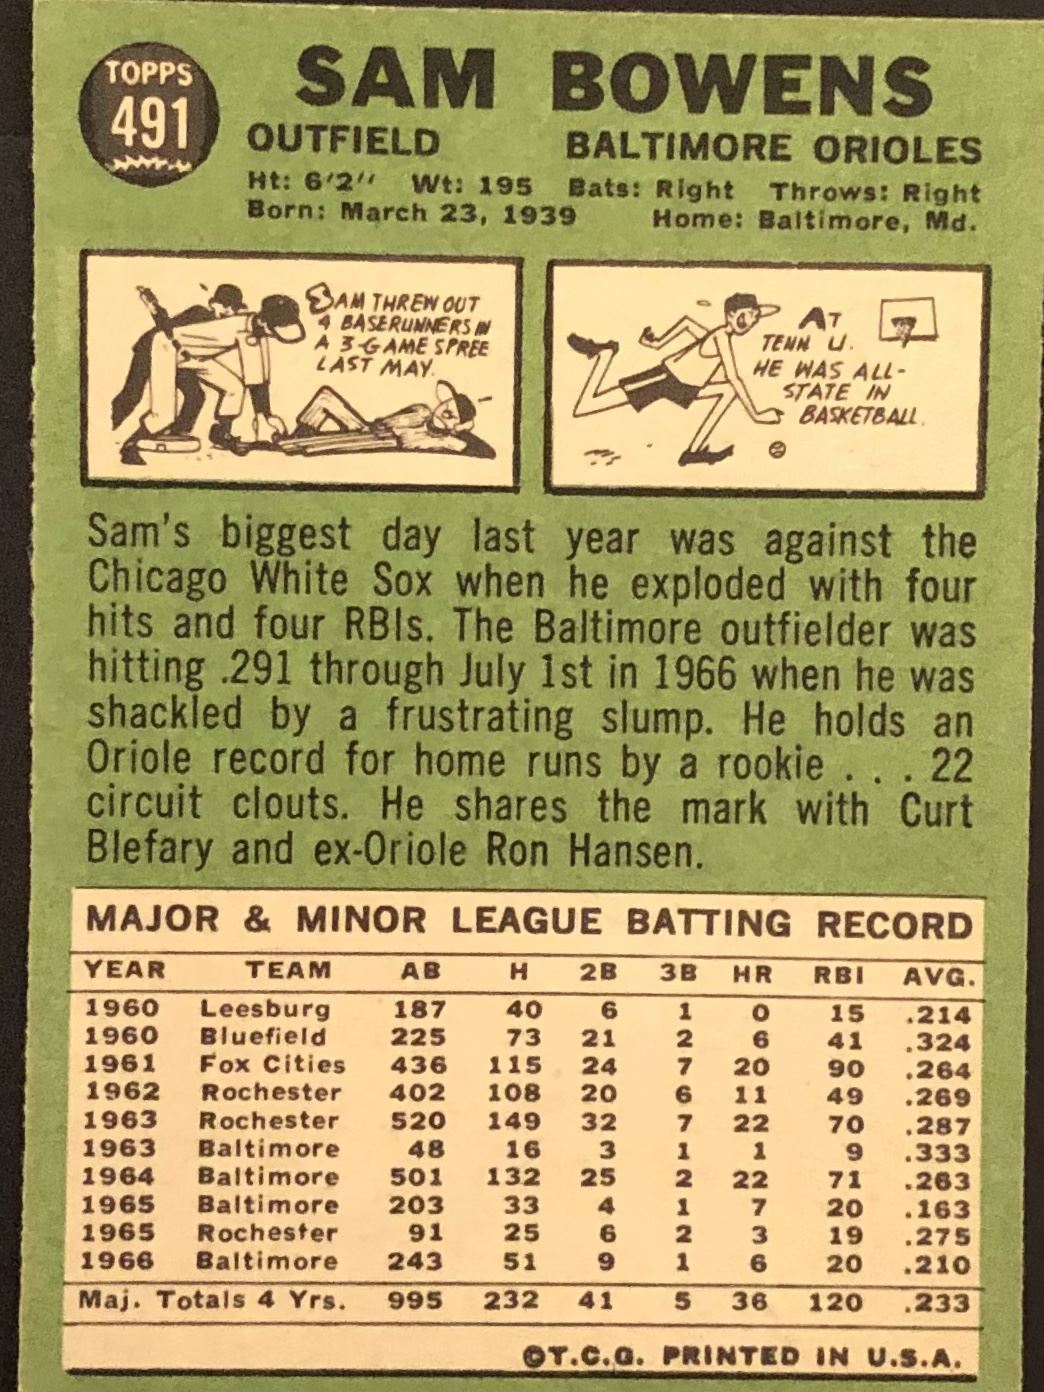 TOPPS
491
SAM BOWENS
OUTFIELD BALTIMORE ORIOLES
Ht: 6'2" Wt: 195 Bats: Right Throws: Right
Born: March 23, 1939 Home: Baltimore, Md.
SAM THREW OUT
4 BASERUNNERS IN
A 3-GAME SPREE
LAST MAY.
AT
TENN U.
HE WAS ALL-
STATE IN
BASKETBALL.
Sam's biggest day last year was against the
Chicago White Sox when he exploded with four
hits and four RBIs. The Baltimore outfielder was
hitting .291 through July 1st in 1966 when he was
shackled by a frustrating slump. He holds an
Oriole record for home runs by a rookie . . . 22
circuit clouts. He shares the mark with Curt
Blefary and ex-Oriole Ron Hansen.
MAJOR & MINOR LEAGUE BATTING RECORD
YEAR TEAM AB H 2B 3B HR RBI AVG.
1960 Leesburg 187 40 6 1 0 15 .214
1960 Bluefield 225 73 21 2 6 41 .324
1961 Fox Cities 436 115 24 7 20 90 .264
1962 Rochester 402 108 20 6 11 49 .269
1963 Rochester 520 149 32 7 22 70 .287
1963 Baltimore 48 16 3 1 1 9 .333
1964 Baltimore 501 132 25 2 22 71 .263
1965 Baltimore 203 33 4 1 7 20 .163
1965 Rochester 91 25 6 2 3 19 .275
1966 Baltimore 243 51 9 1 6 20 .210
Maj. Totals 4 Yrs. 995 232 41 5 36 120 .233
©T.C.G. PRINTED IN U.S.A.